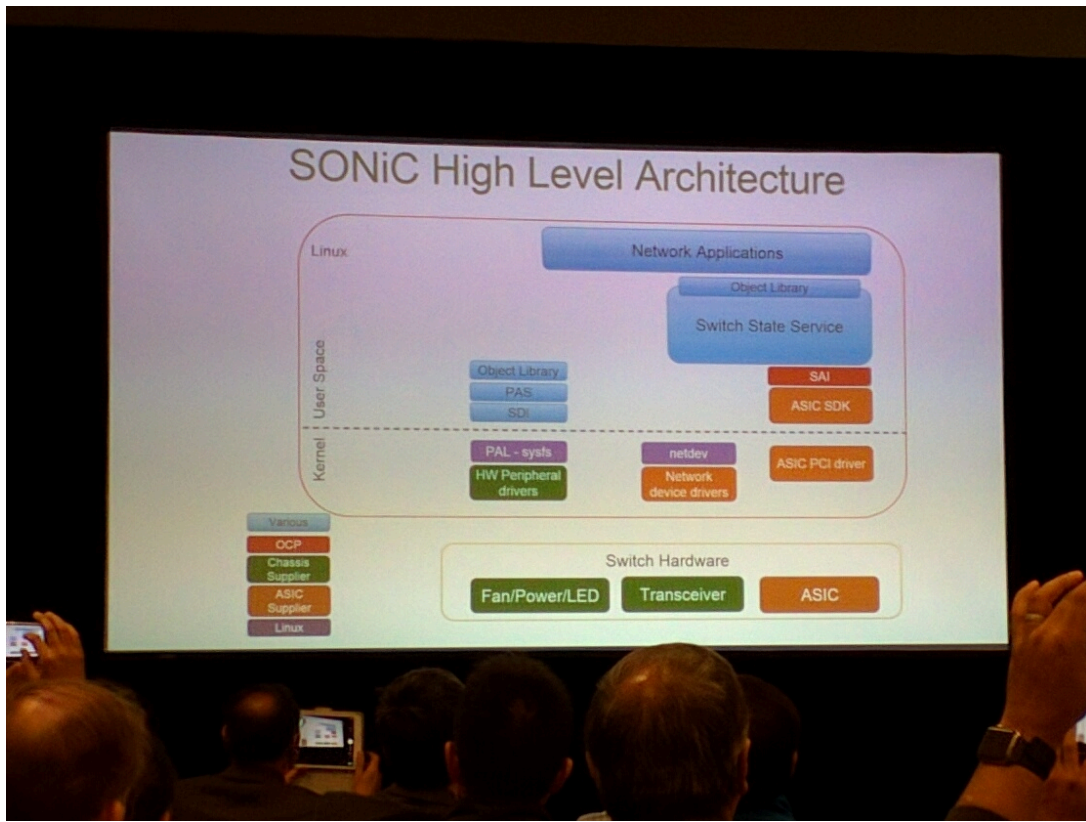 SONiC High Level Architecture
Linux
Network Applications
Object Library
Switch State Service
User Space
Object Library
PAS
SDI
SAI
ASIC SDK
Kernel
PAL - sysfs
HW Peripheral
drivers
netdev
Network
device drivers
ASIC PCI driver
Various
OCP
Chassis
Supplier
ASIC
Supplier
Linux
Switch Hardware
Fan/Power/LED
Transceiver
ASIC